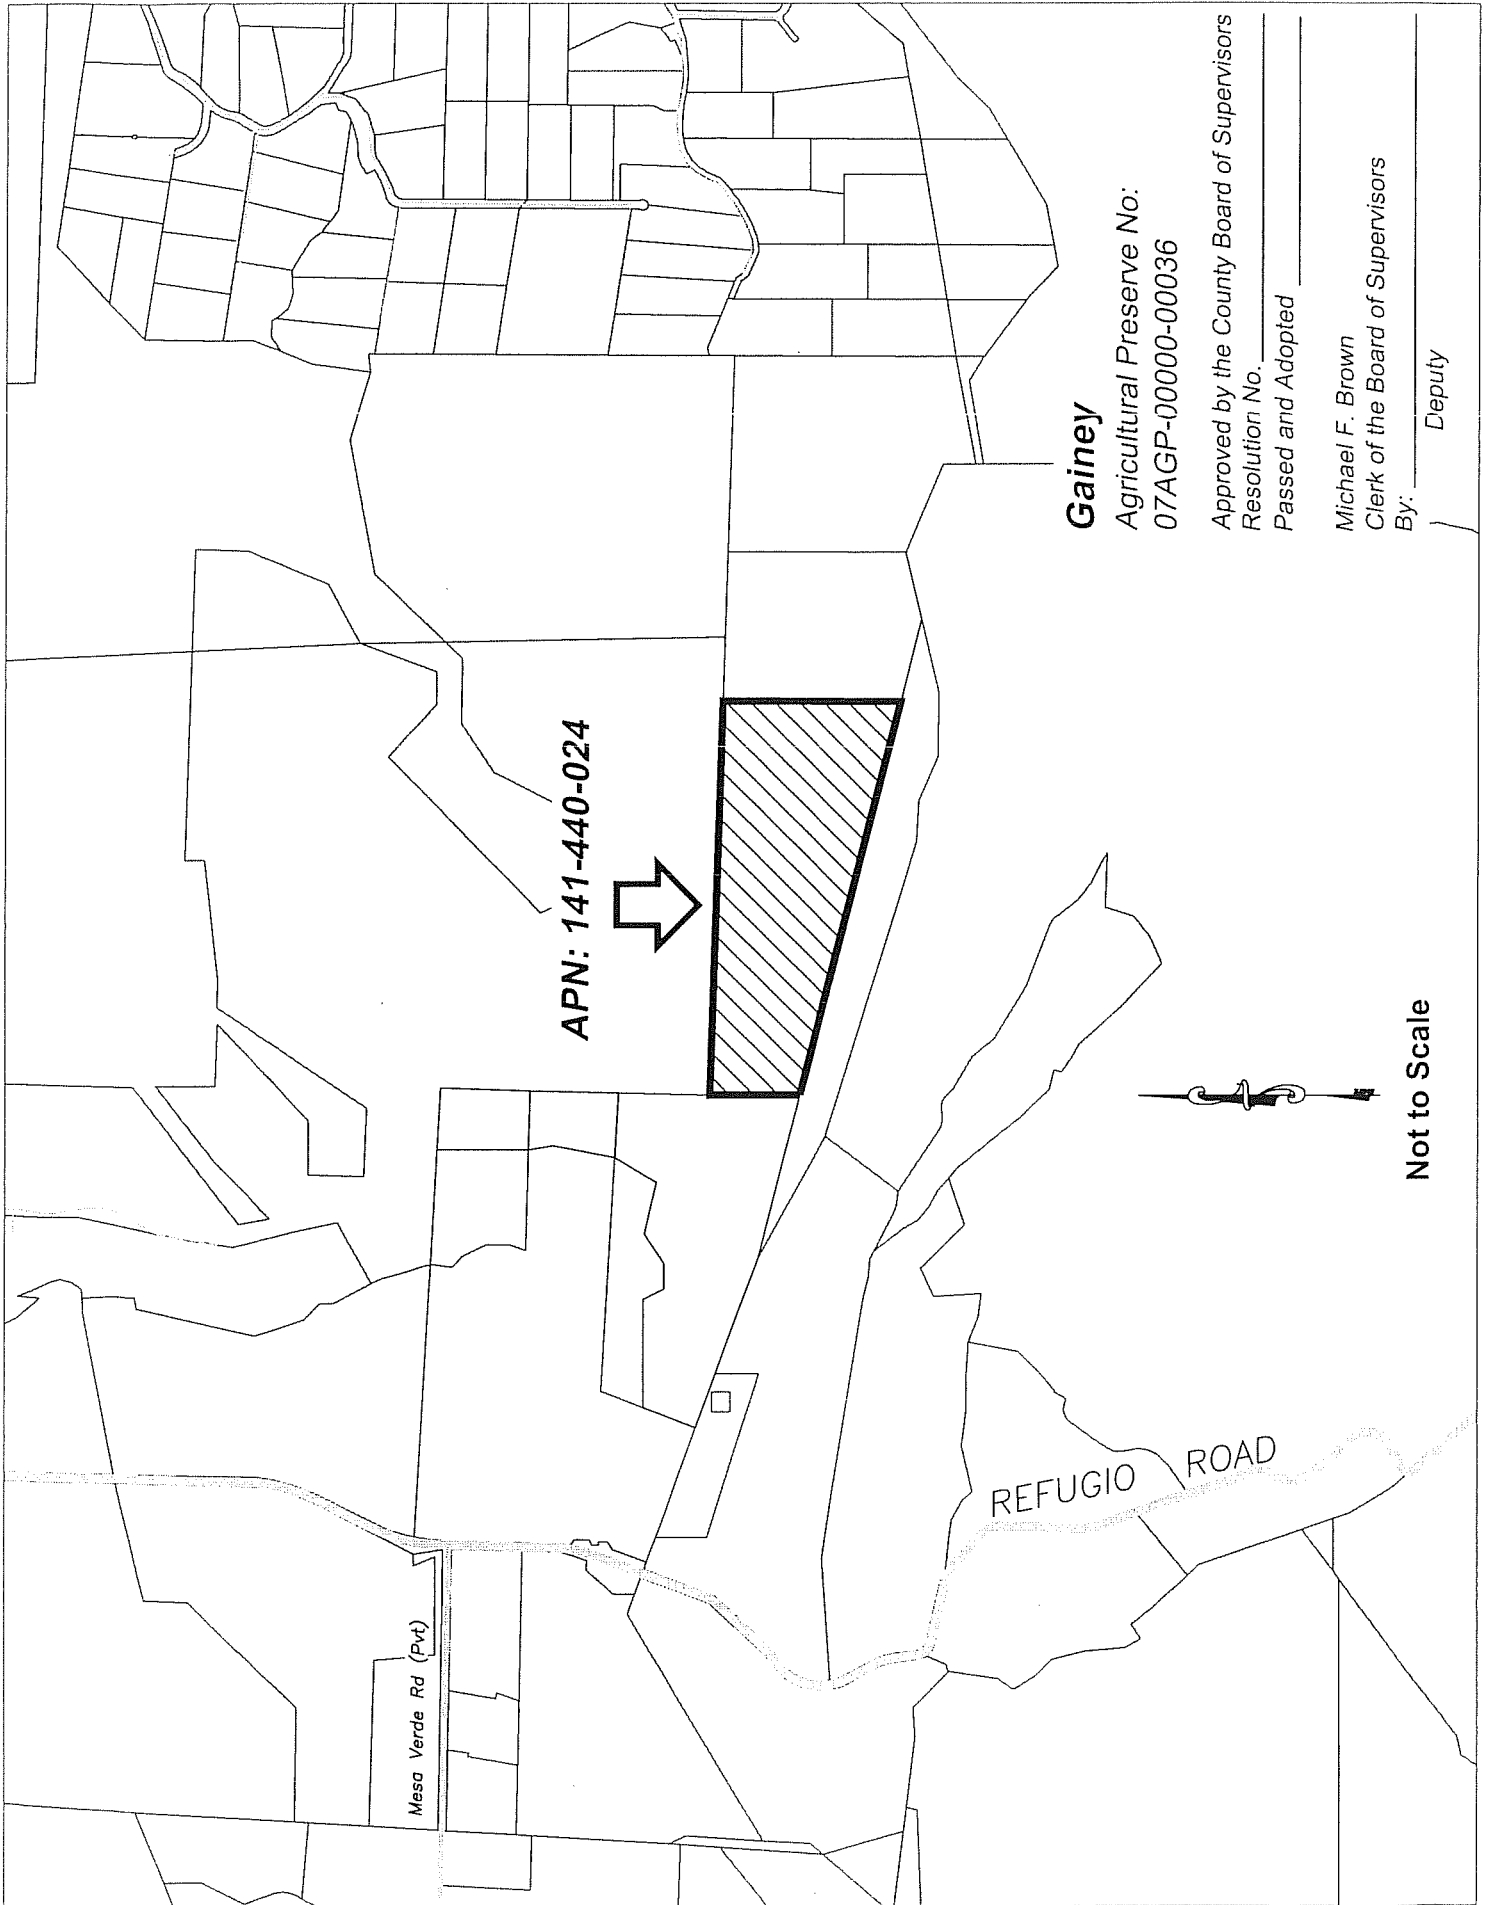 APN: 141-440-024
Mesa Verde Rd (Pvt)
REFUGIO ROAD
Not to Scale
Gainey
Agricultural Preserve No:
07AGP-00000-00036
Approved by the County Board of Supervisors
Resolution No.
Passed and Adopted
Michael F. Brown
Clerk of the Board of Supervisors
By:
Deputy